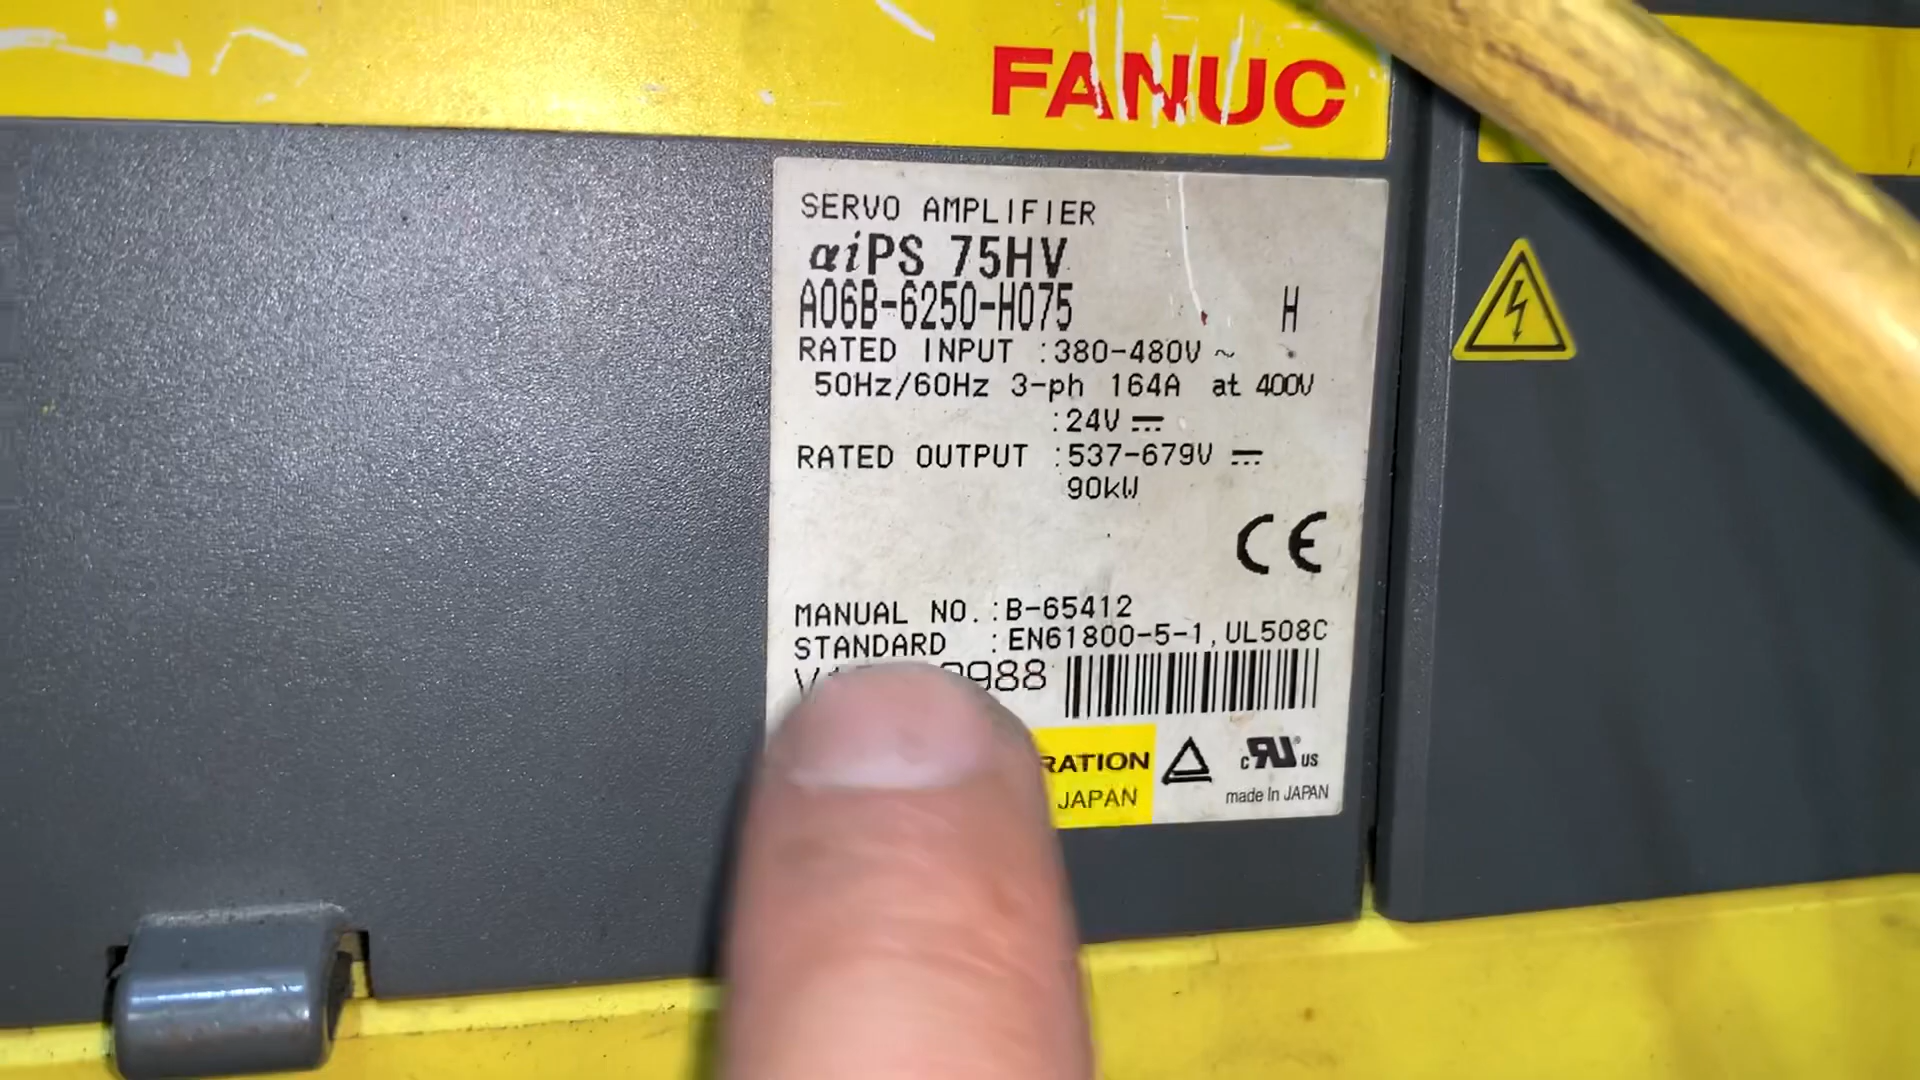 FANUC
SERVO AMPLIFIER
αiPS 75HV
A06B-6250-H075 H
RATED INPUT :380-480V ~
50Hz/60Hz 3-ph 164A at 400V
:24V ⎓
RATED OUTPUT :537-679V ⎓
90kW
CE
MANUAL NO.:B-65412
STANDARD :EN61800-5-1,UL508C
JAPAN
c RU® US
made in JAPAN